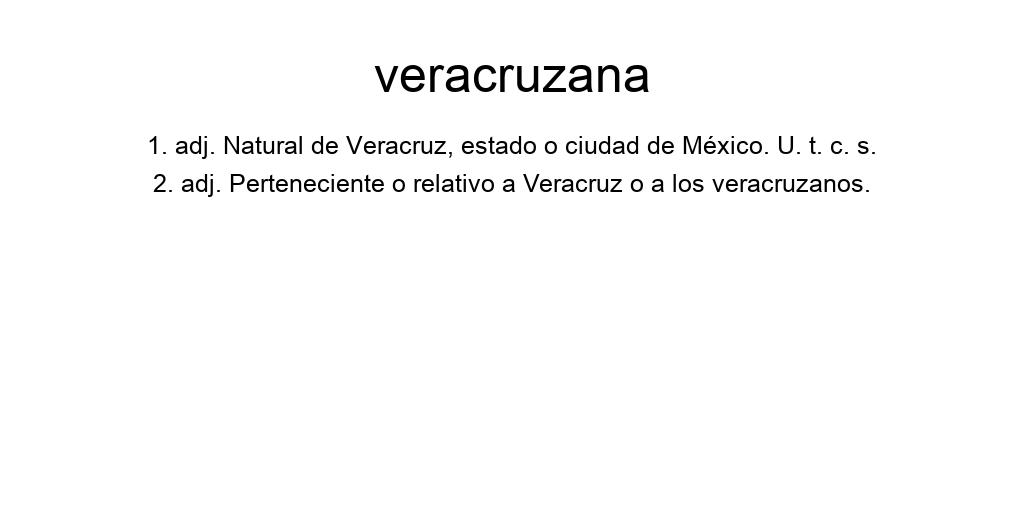 veracruzana
1. adj. Natural de Veracruz, estado o ciudad de México. U. t. c. s.
2. adj. Perteneciente o relativo a Veracruz o a los veracruzanos.